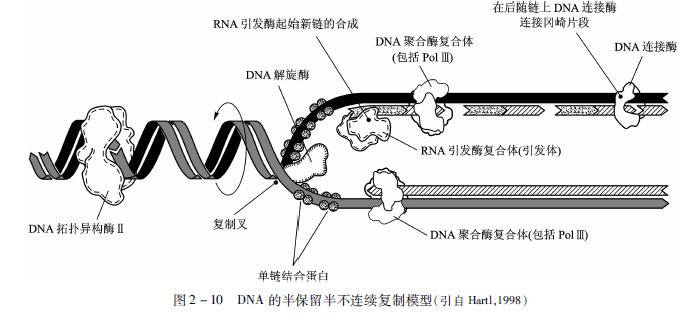 在后随链上 DNA 连接酶
连接冈崎片段
RNA 引发酶起始新链的合成
DNA 聚合酶复合体
(包括 Pol Ⅲ)
DNA 连接酶
DNA 解旋酶
RNA 引发酶复合体(引发体)
DNA 拓扑异构酶Ⅱ
复制叉
DNA 聚合酶复合体(包括 Pol Ⅲ)
单链结合蛋白
图 2-10 DNA 的半保留半不连续复制模型(引自 Hartl,1998)